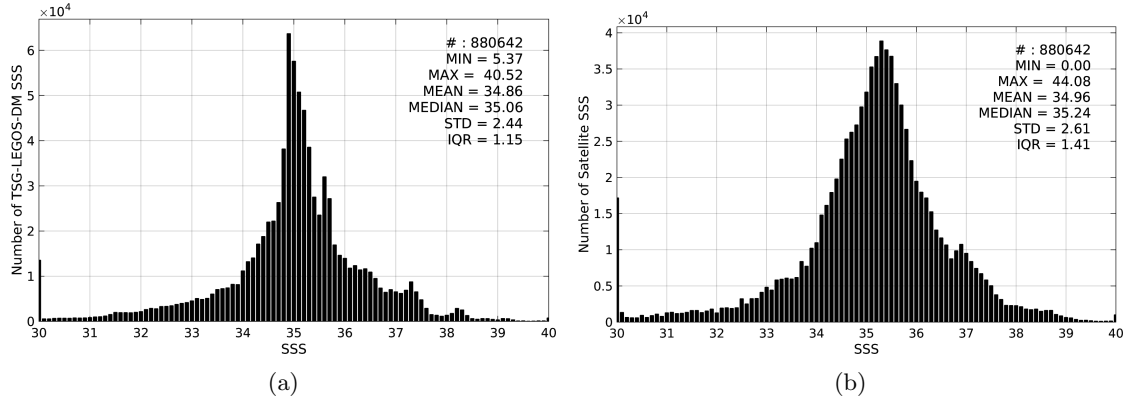 ×10⁴
# : 880642
MIN = 5.37
MAX = 40.52
MEAN = 34.86
MEDIAN = 35.06
STD = 2.44
IQR = 1.15
Number of TSG-LEGOS-DM SSS
6
5
4
3
2
1
0
30 31 32 33 34 35 36 37 38 39 40
SSS
(a)
×10⁴
# : 880642
MIN = 0.00
MAX = 44.08
MEAN = 34.96
MEDIAN = 35.24
STD = 2.61
IQR = 1.41
Number of Satellite SSS
4
3.5
3
2.5
2
1.5
1
0.5
0
30 31 32 33 34 35 36 37 38 39 40
SSS
(b)